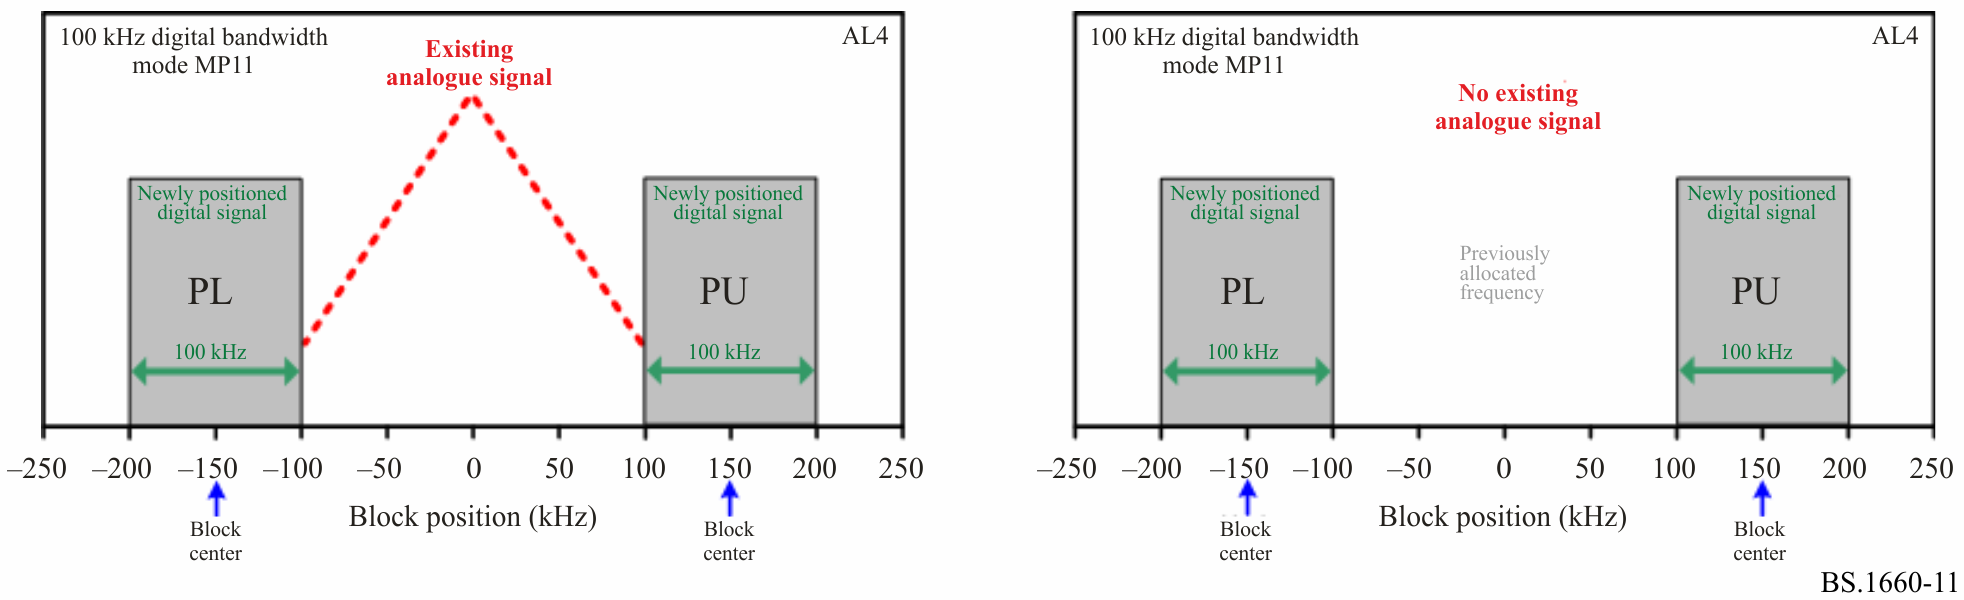 100 kHz digital bandwidth
mode MP11
AL4
Existing
analogue signal
Newly positioned
digital signal
PL
100 kHz
Newly positioned
digital signal
PU
100 kHz
–250 –200 –150 –100 –50 0 50 100 150 200 250
Block position (kHz)
Block
center
Block
center
100 kHz digital bandwidth
mode MP11
AL4
No existing
analogue signal
Newly positioned
digital signal
PL
100 kHz
Previously
allocated
frequency
Newly positioned
digital signal
PU
100 kHz
–250 –200 –150 –100 –50 0 50 100 150 200 250
Block position (kHz)
Block
center
Block
center
BS.1660-11